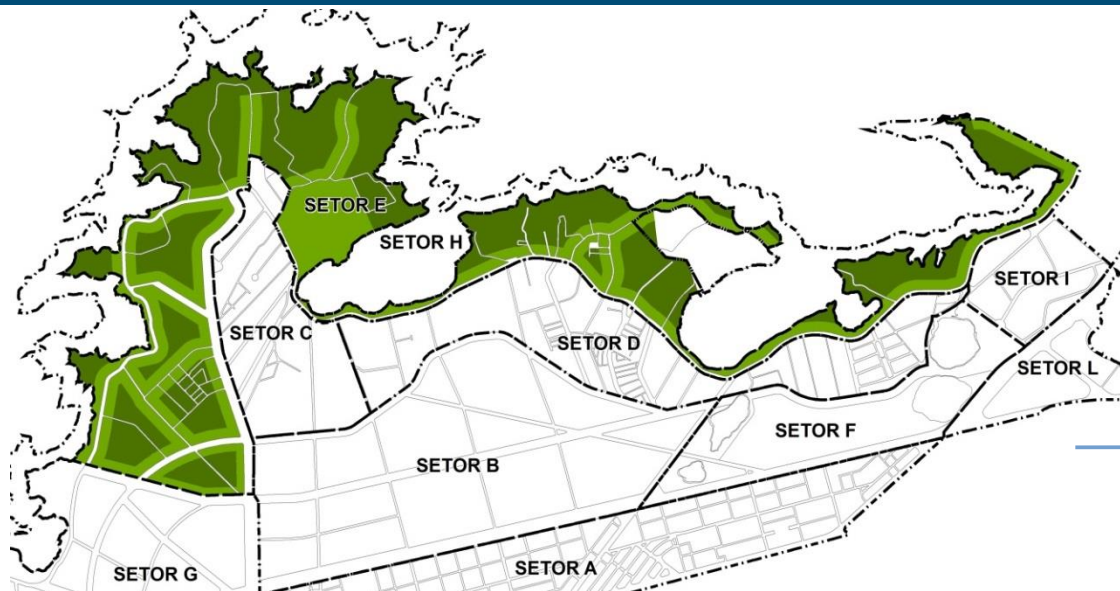 SETOR E
SETOR H
SETOR I
SETOR C
SETOR D
SETOR L
SETOR F
SETOR B
SETOR A
SETOR G